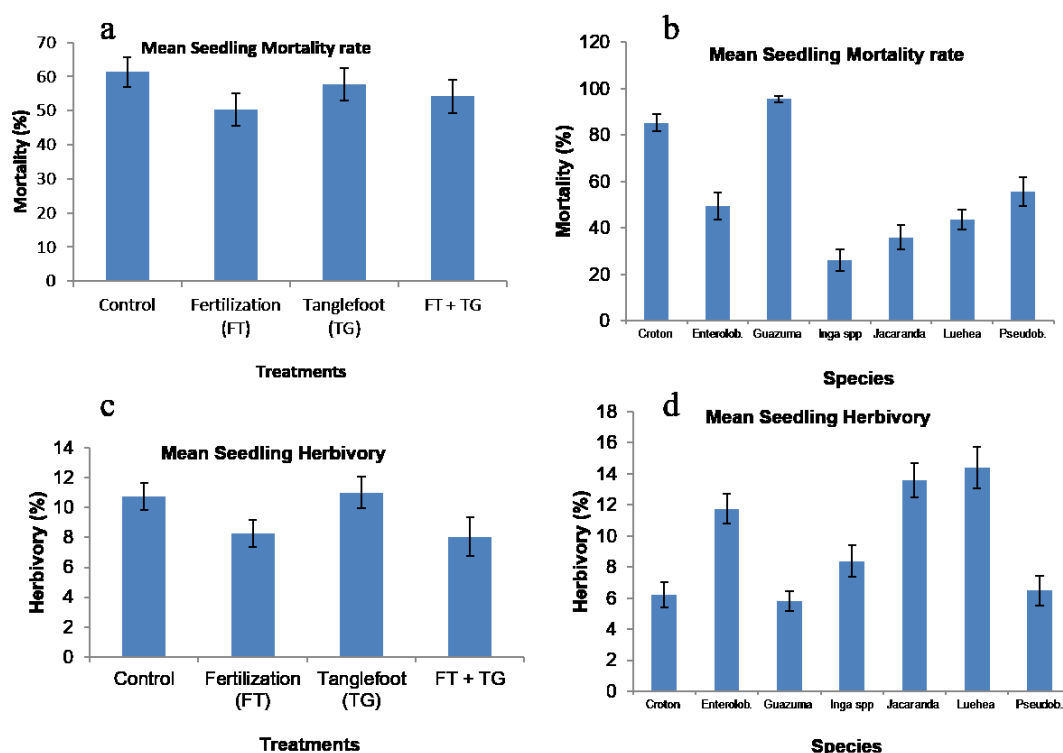 a
Mean Seedling Mortality rate
Mortality (%)
70
60
50
40
30
20
10
0
Control Fertilization (FT) Tanglefoot (TG) FT + TG
Treatments
b
Mean Seedling Mortality rate
Mortality (%)
120
100
80
60
40
20
0
Croton Enterolob. Guazuma Inga spp Jacaranda Luehea Pseudob.
Species
c
Mean Seedling Herbivory
Herbivory (%)
14
12
10
8
6
4
2
0
Control Fertilization (FT) Tanglefoot (TG) FT + TG
Treatments
d
Mean Seedling Herbivory
Herbivory (%)
18
16
14
12
10
8
6
4
2
0
Croton Enterolob. Guazuma Inga spp Jacaranda Luehea Pseudob.
Species